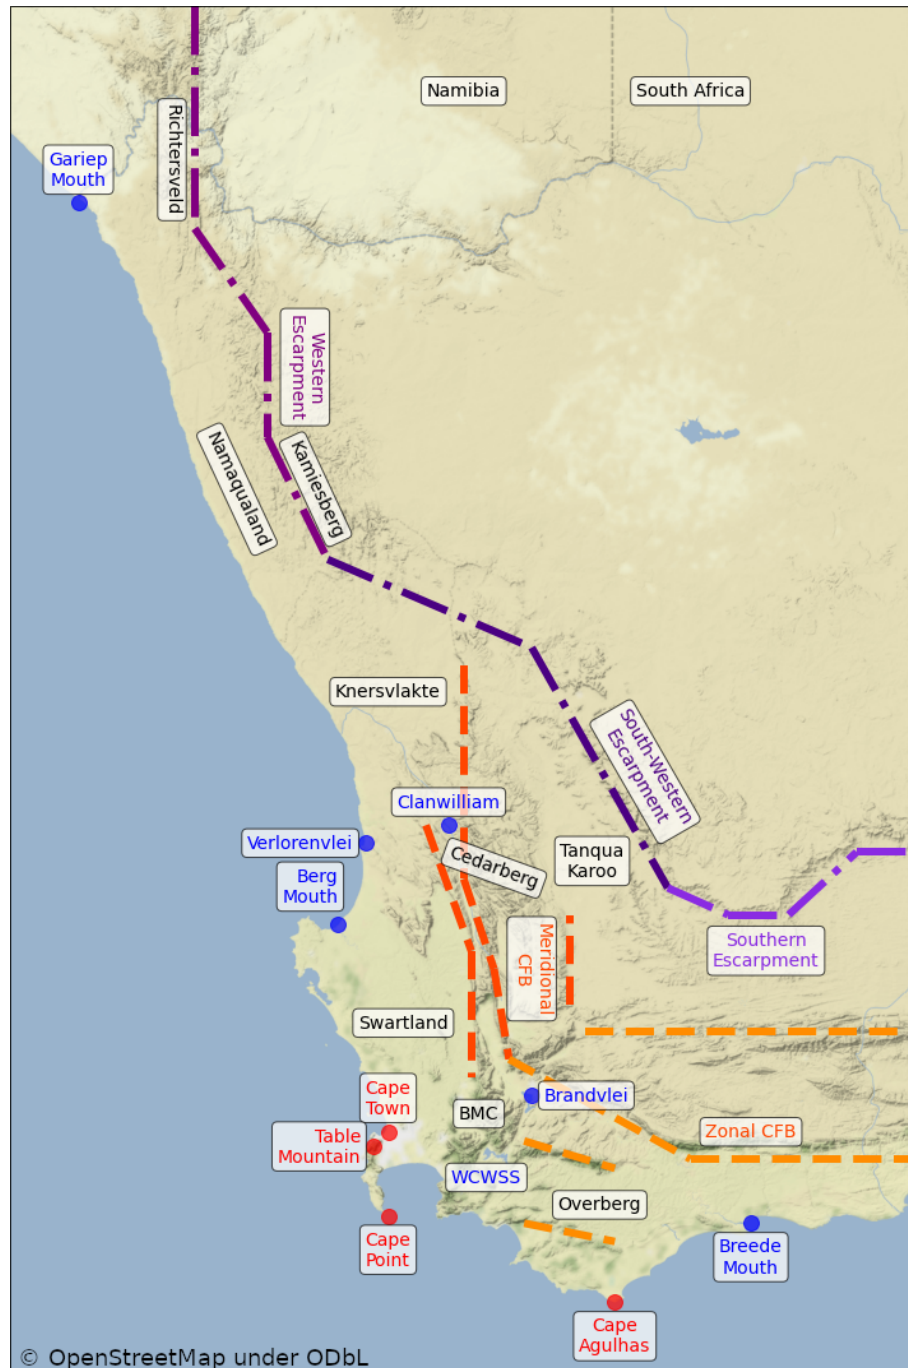 Namibia
South Africa
Richtersveld
Gariep
Mouth
Western
Escarpment
Namaqualand
Kamiesberg
Knersvlakte
South-Western
Escarpment
Clanwilliam
Verlorenvlei
Cedarberg
Tanqua
Karoo
Berg
Mouth
Meridional
CFB
Southern
Escarpment
Swartland
Cape
Town
BMC
Brandvlei
Table
Mountain
Zonal CFB
WCWSS
Overberg
Cape
Point
Breede
Mouth
Cape
Agulhas
© OpenStreetMap under ODbL